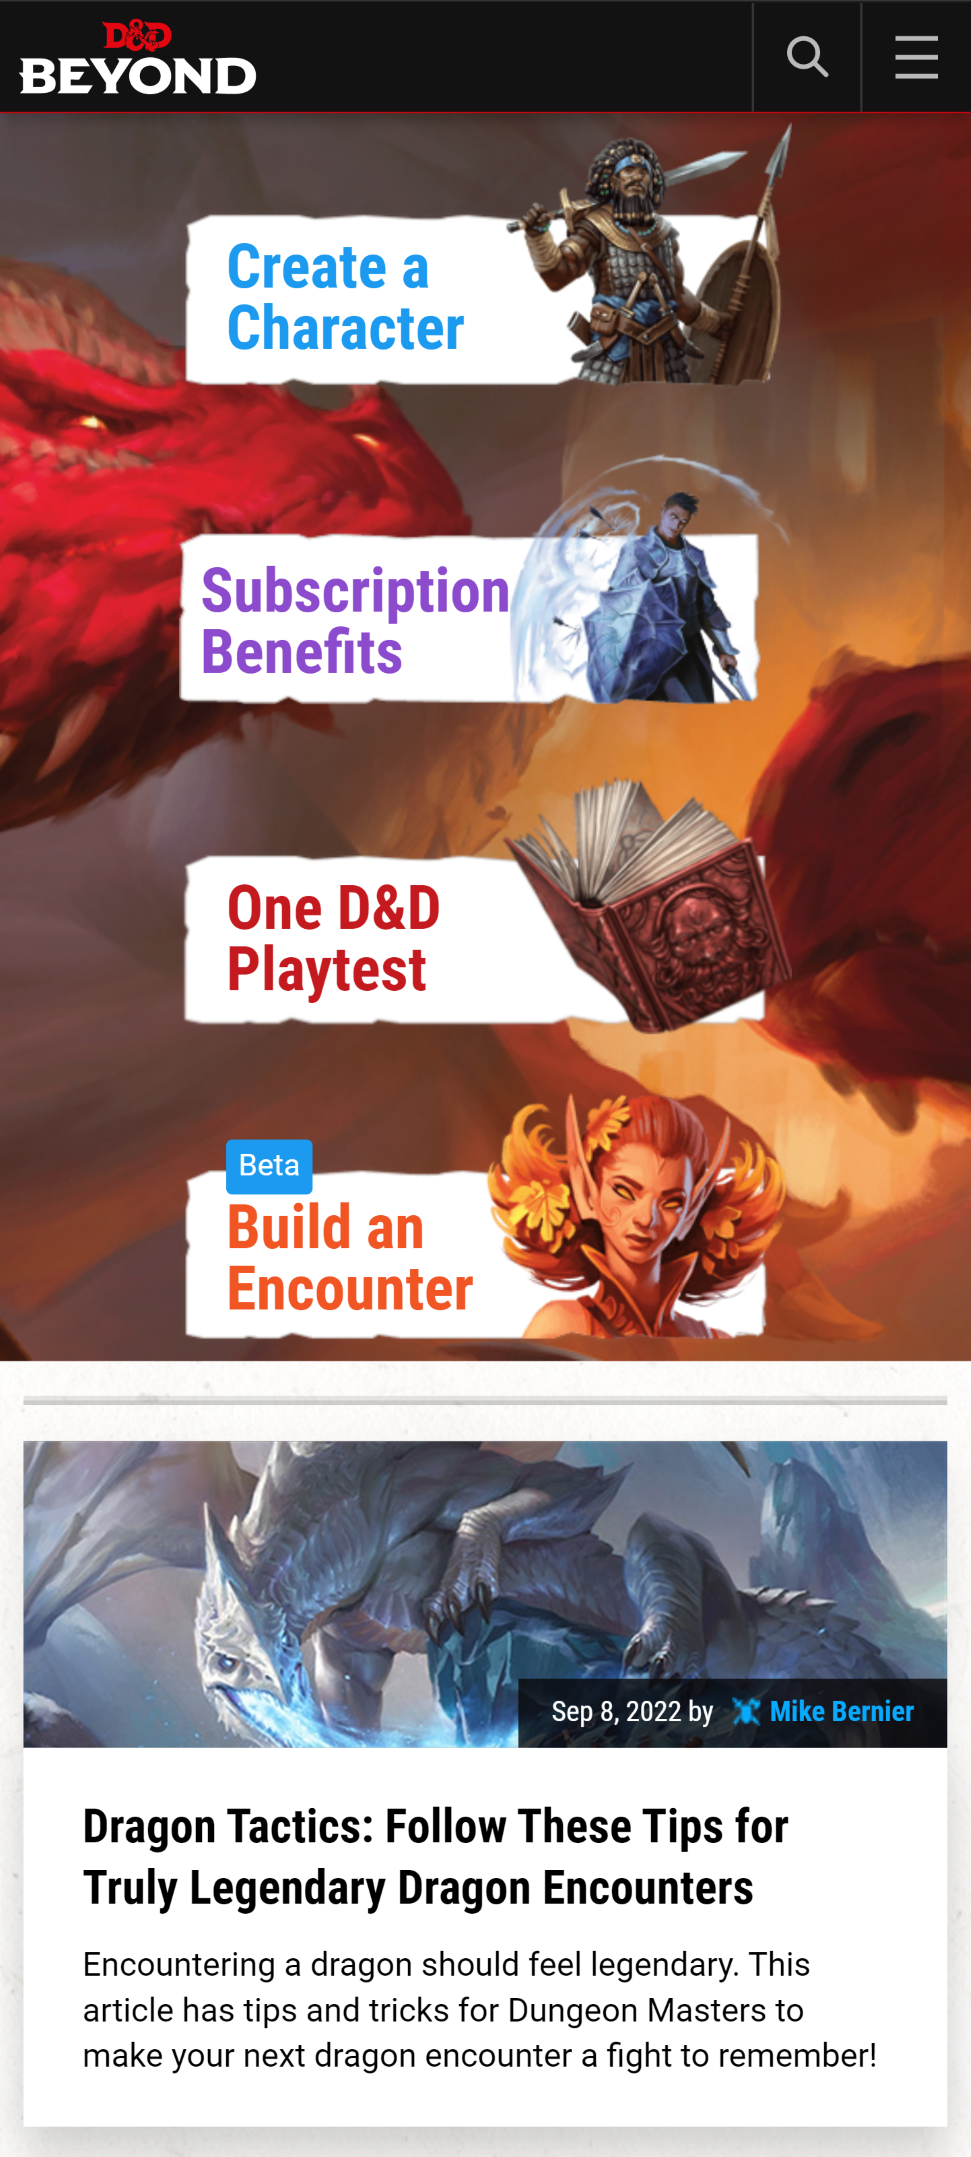 D&D
BEYOND
Create a
Character
Subscription
Benefits
One D&D
Playtest
Beta
Build an
Encounter
Sep 8, 2022 by Mike Bernier
Dragon Tactics: Follow These Tips for
Truly Legendary Dragon Encounters
Encountering a dragon should feel legendary. This
article has tips and tricks for Dungeon Masters to
make your next dragon encounter a fight to remember!